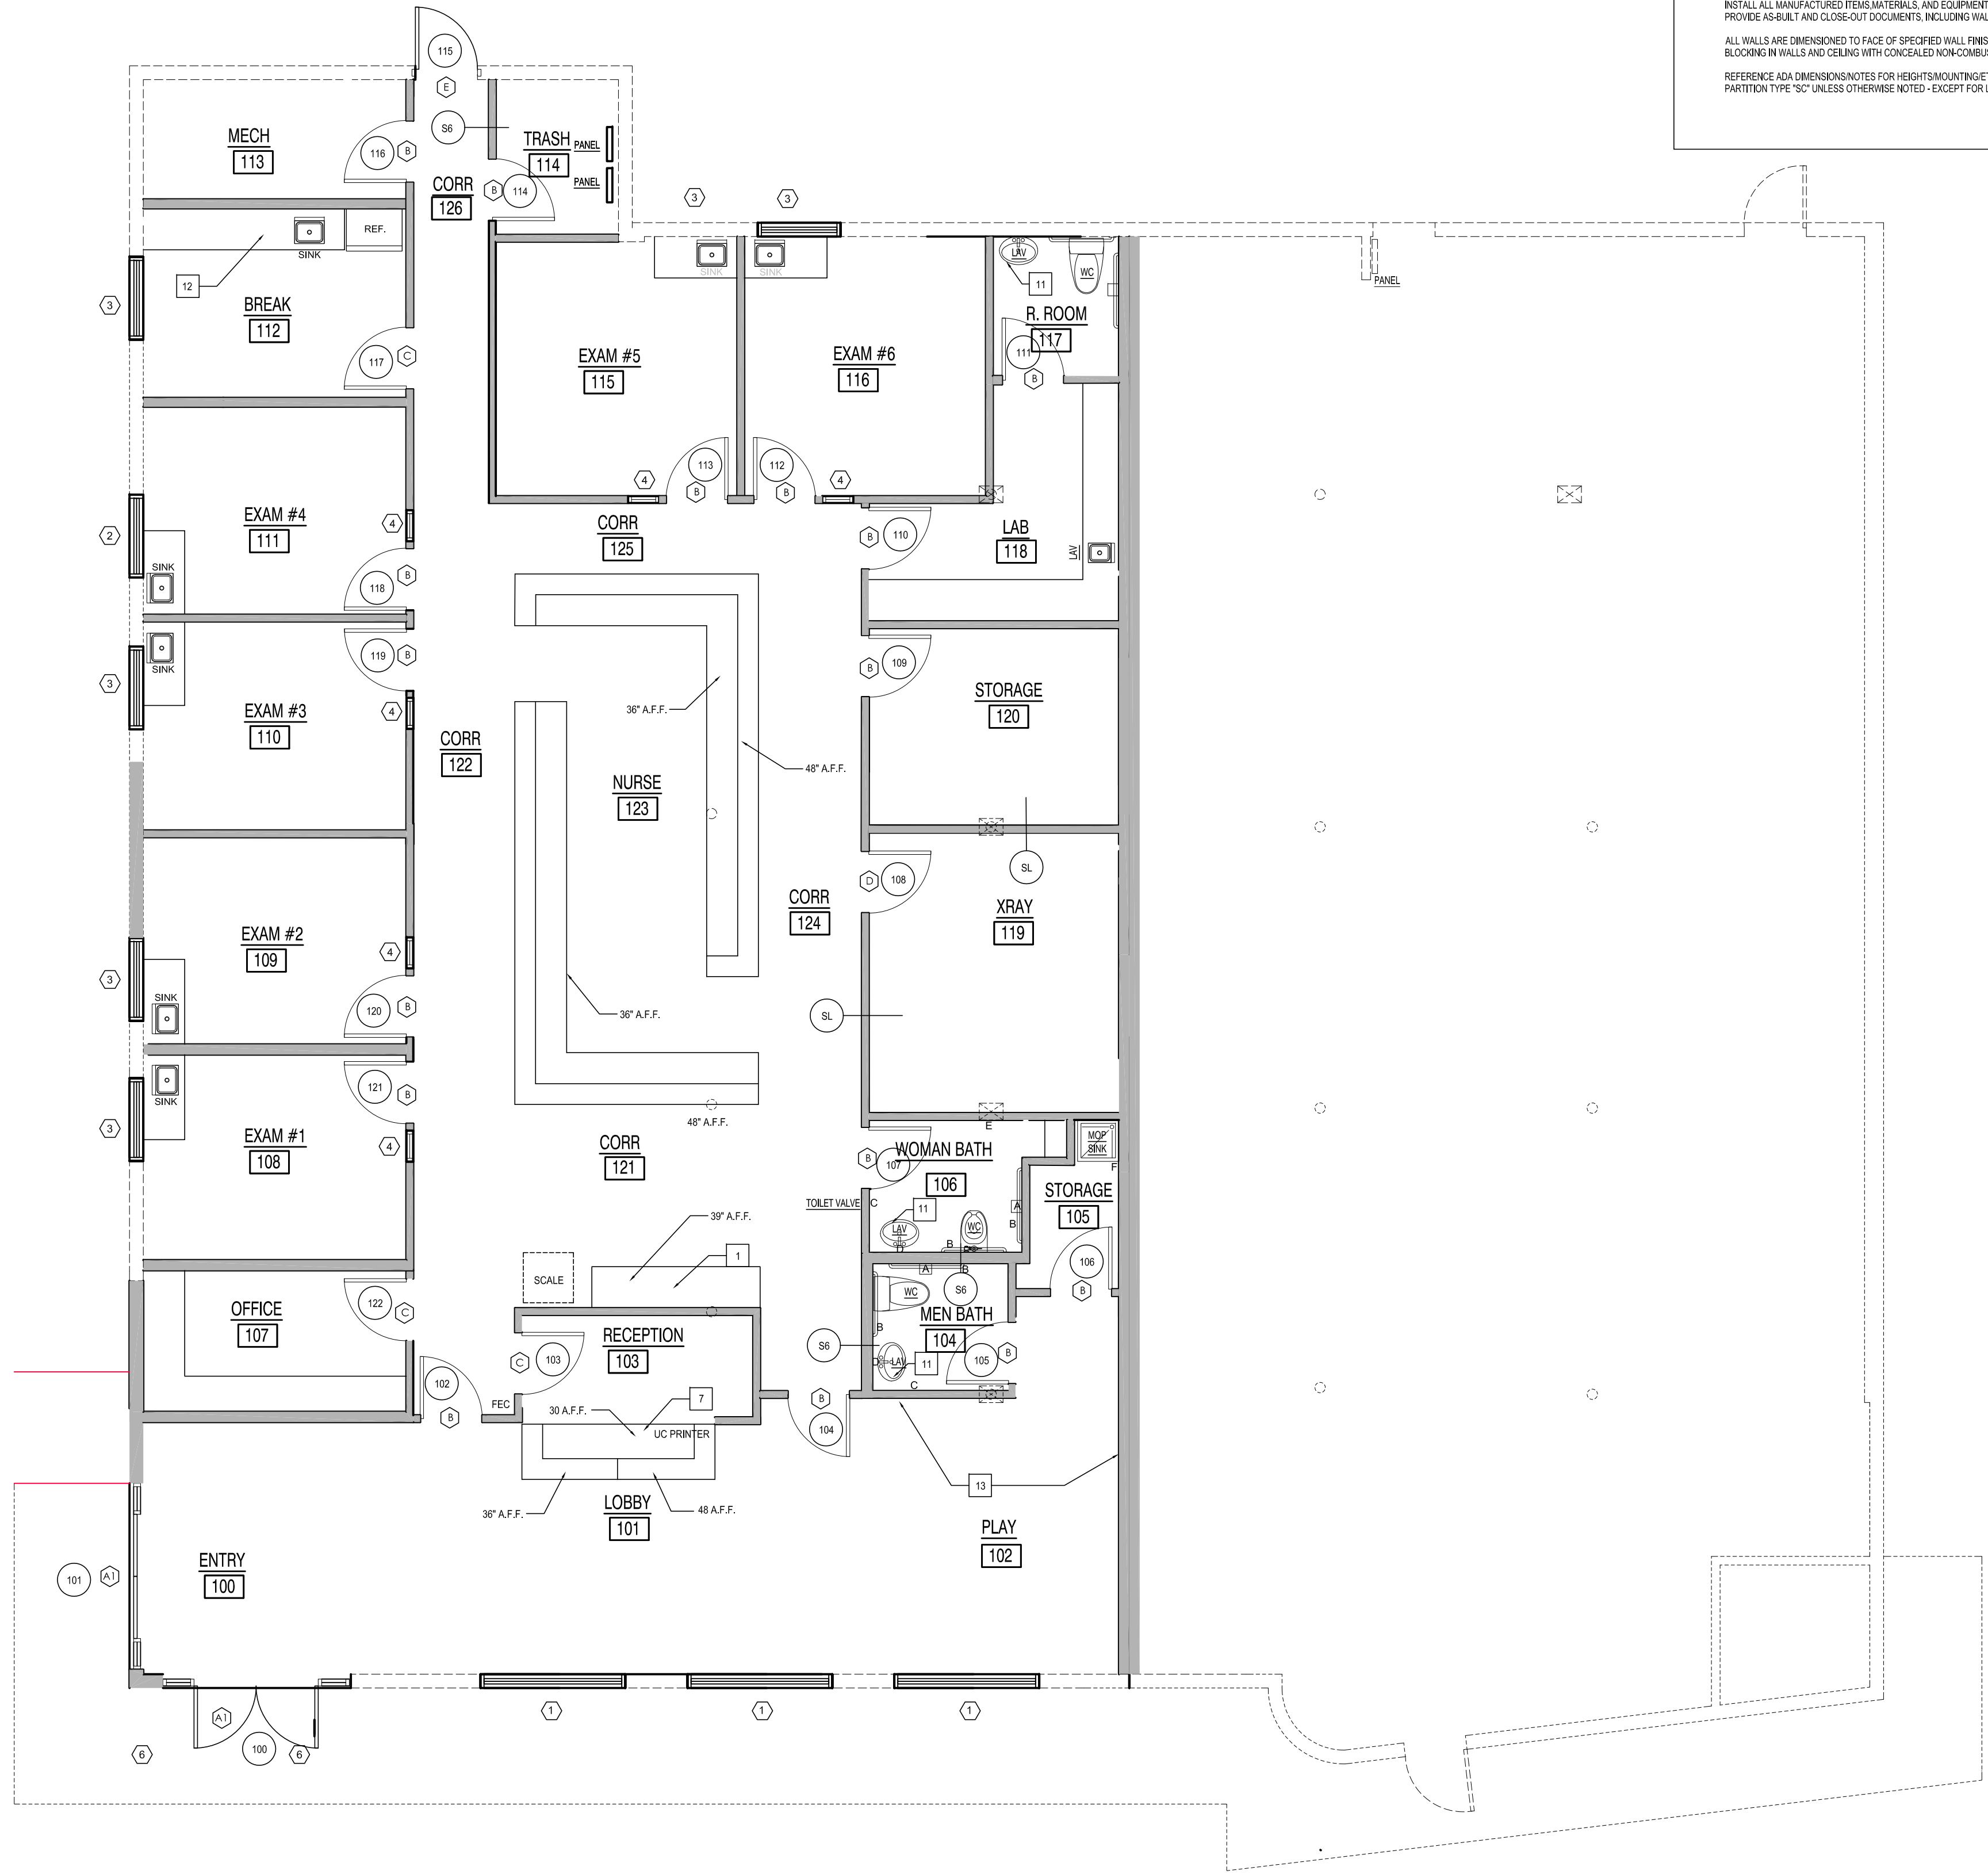 INSTALL ALL MANUFACTURED ITEMS,MATERIALS, AND EQUIPMENT
PROVIDE AS-BUILT AND CLOSE-OUT DOCUMENTS, INCLUDING WAL
ALL WALLS ARE DIMENSIONED TO FACE OF SPECIFIED WALL FINIS
BLOCKING IN WALLS AND CEILING WITH CONCEALED NON-COMBU
REFERENCE ADA DIMENSIONS/NOTES FOR HEIGHTS/MOUNTING/E
PARTITION TYPE "SC" UNLESS OTHERWISE NOTED - EXCEPT FOR
115
E
S6
MECH
113
116
B
TRASH
114
PANEL
PANEL
B
114
CORR
126
3
3
REF.
SINK
12
BREAK
112
3
117
C
SINK
SINK
LAV
WC
11
R. ROOM
117
111
B
PANEL
EXAM #5
115
EXAM #6
116
4
113
B
112
B
4
EXAM #4
111
2
4
SINK
118
B
CORR
125
B
110
LAB
118
LAV
SINK
119
B
3
EXAM #3
110
4
36" A.F.F.
B
109
STORAGE
120
CORR
122
48" A.F.F.
NURSE
123
SL
D
108
CORR
124
XRAY
119
EXAM #2
109
4
3
SINK
120
B
36" A.F.F.
SL
SINK
121
B
3
EXAM #1
108
4
48" A.F.F.
CORR
121
E
WOMAN BATH
106
B
107
MOP
SINK
F
STORAGE
105
TOILET VALVE
C
11
LAV
D
WC
A
B
B
39" A.F.F.
1
SCALE
106
B
A
B
S6
WC
B
MEN BATH
104
OFFICE
107
122
C
RECEPTION
103
C
103
S6
D
LAV
11
105
B
C
102
B
FEC
7
30 A.F.F.
UC PRINTER
B
104
13
36" A.F.F.
LOBBY
101
48 A.F.F.
PLAY
102
ENTRY
100
101
A1
A1
1
1
1
6
100
6